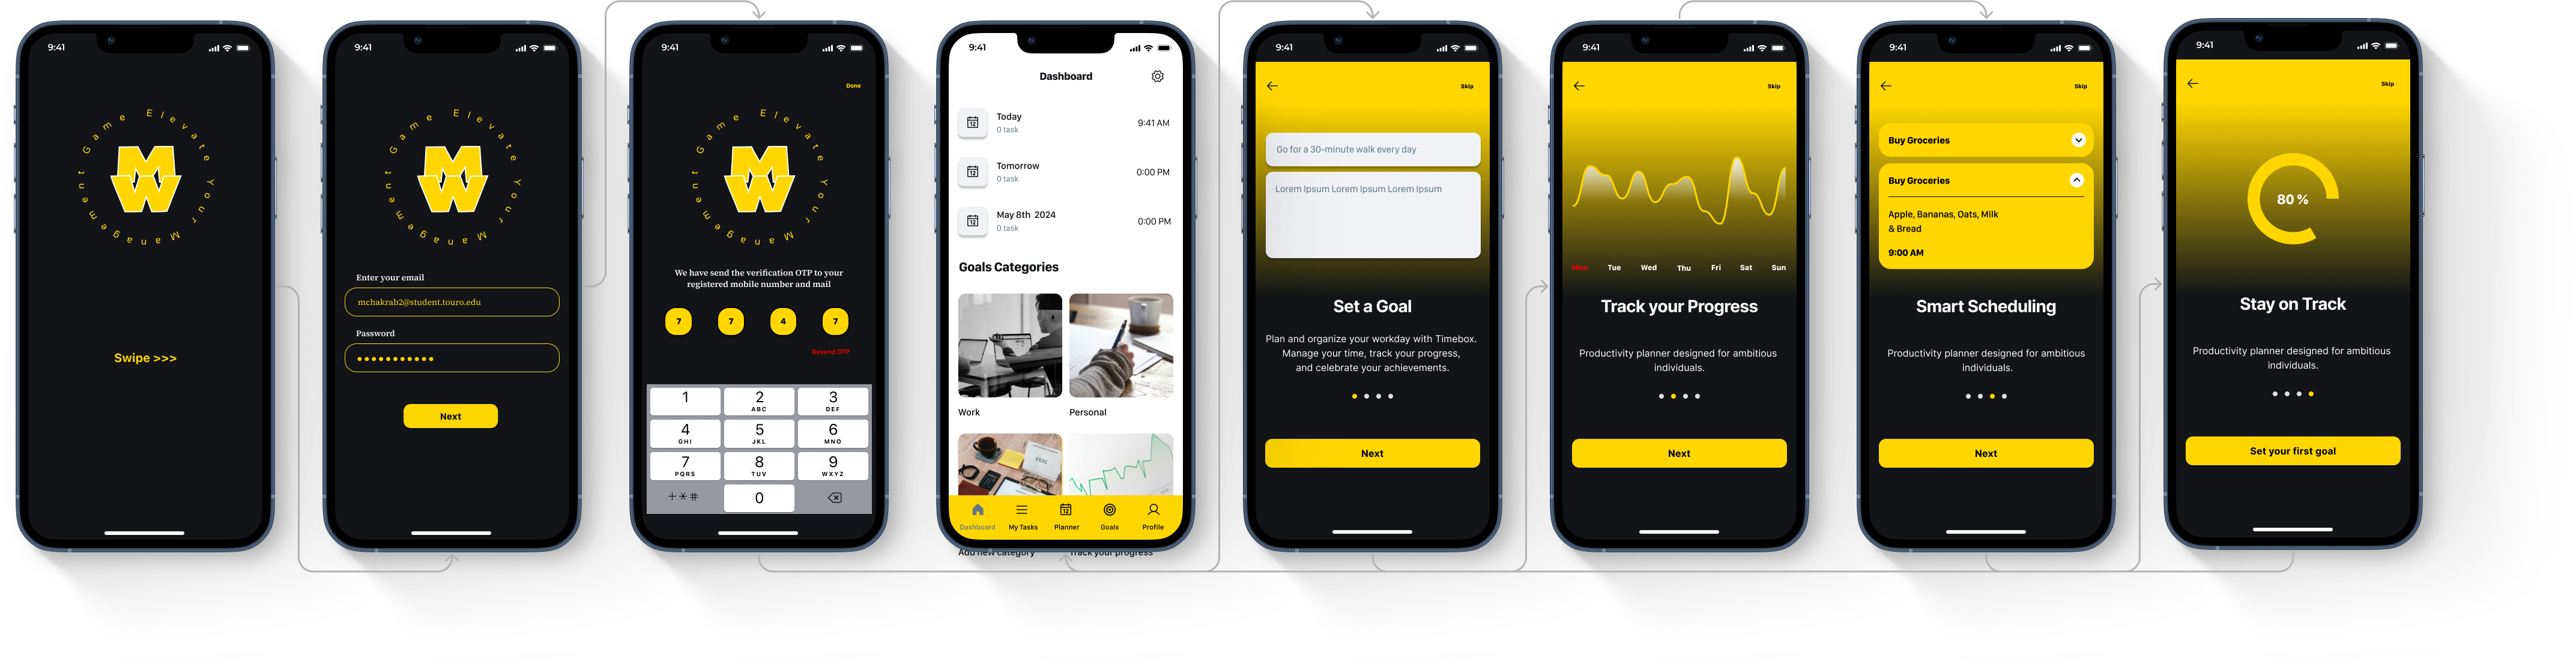 9:41
Elevate Your Management Game
MW
Swipe >>>
9:41
Elevate Your Management Game
MW
Enter your email
mchakrab2@student.touro.edu
Password
Next
9:41
Done
Elevate Your Management Game
MW
We have send the verification OTP to your
registered mobile number and mail
7 7 4 7
Resend OTP
1 2 3
ABC DEF
4 5 6
GHI JKL MNO
7 8 9
PQRS TUV WXYZ
+*# 0
9:41
Dashboard
12 Today 9:41 AM
0 task
12 Tomorrow 0:00 PM
0 task
12 May 8th 2024 0:00 PM
0 task
Goals Categories
Work Personal
12
Dashboard My Tasks Planner Goals Profile
Add new category Track your progress
9:41
Skip
Go for a 30-minute walk every day
Lorem Ipsum Lorem Ipsum Lorem Ipsum
Set a Goal
Plan and organize your workday with Timebox.
Manage your time, track your progress,
and celebrate your achievements.
Next
9:41
Skip
Mon Tue Wed Thu Fri Sat Sun
Track your Progress
Productivity planner designed for ambitious
individuals.
Next
9:41
Skip
Buy Groceries
Buy Groceries
Apple, Bananas, Oats, Milk
& Bread
9:00 AM
Smart Scheduling
Productivity planner designed for ambitious
individuals.
Next
9:41
Skip
80 %
Stay on Track
Productivity planner designed for ambitious
individuals.
Set your first goal